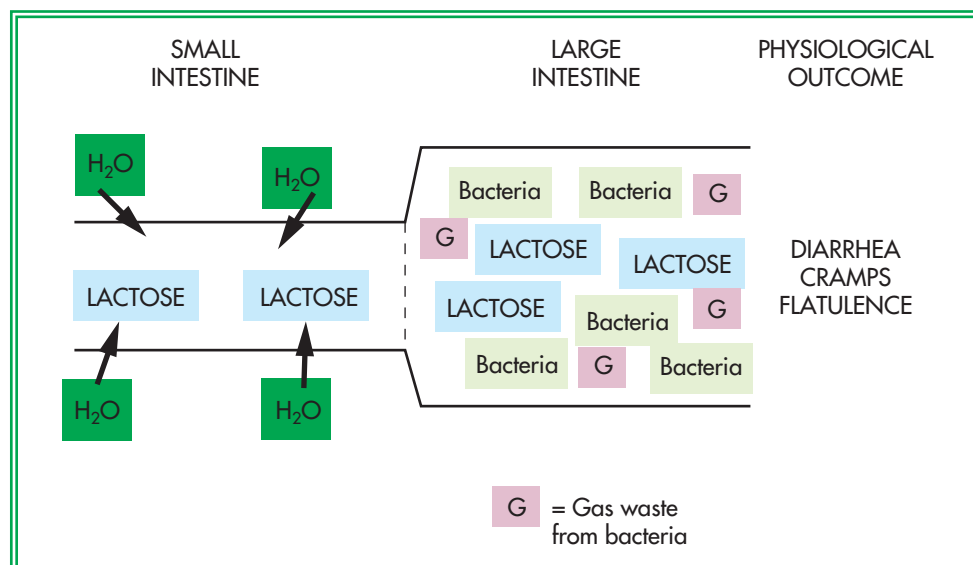 SMALL
INTESTINE
LARGE
INTESTINE
PHYSIOLOGICAL
OUTCOME
H₂O
H₂O
LACTOSE
LACTOSE
H₂O
H₂O
Bacteria
Bacteria
G
G
LACTOSE
LACTOSE
LACTOSE
G
Bacteria
Bacteria
G
Bacteria
DIARRHEA
CRAMPS
FLATULENCE
G = Gas waste
from bacteria